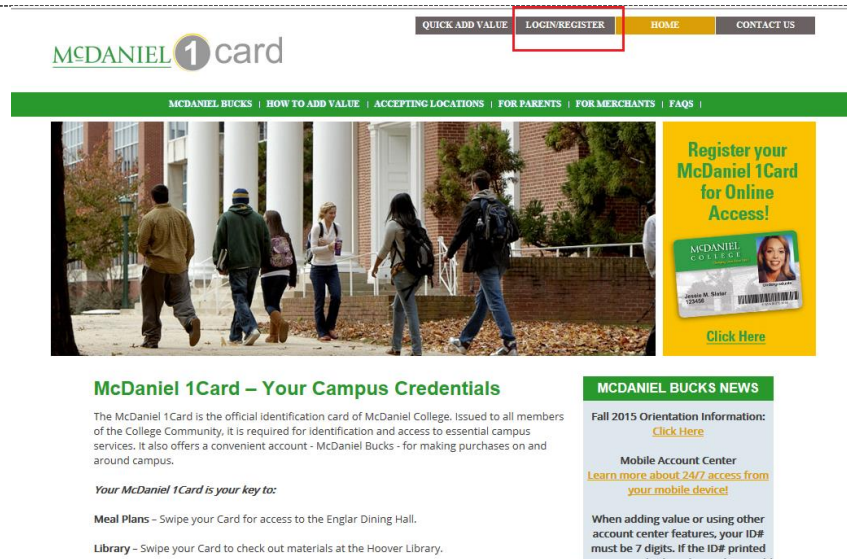 QUICK ADD VALUE LOGIN/REGISTER HOME CONTACT US
McDANIEL 1 card
McDANIEL BUCKS | HOW TO ADD VALUE | ACCEPTING LOCATIONS | FOR PARENTS | FOR MERCHANTS | FAQS |
Register your
McDaniel 1Card
for Online
Access!
McDANIEL
COLLEGE
Jessie M. Slater
123456
Click Here
McDaniel 1Card – Your Campus Credentials
The McDaniel 1Card is the official identification card of McDaniel College. Issued to all members
of the College Community, it is required for identification and access to essential campus
services. It also offers a convenient account - McDaniel Bucks - for making purchases on and
around campus.
Your McDaniel 1Card is your key to:
Meal Plans – Swipe your Card for access to the Englar Dining Hall.
Library – Swipe your Card to check out materials at the Hoover Library.
MCDANIEL BUCKS NEWS
Fall 2015 Orientation Information:
Click Here
Mobile Account Center
Learn more about 24/7 access from
your mobile device!
When adding value or using other
account center features, your ID#
must be 7 digits. If the ID# printed